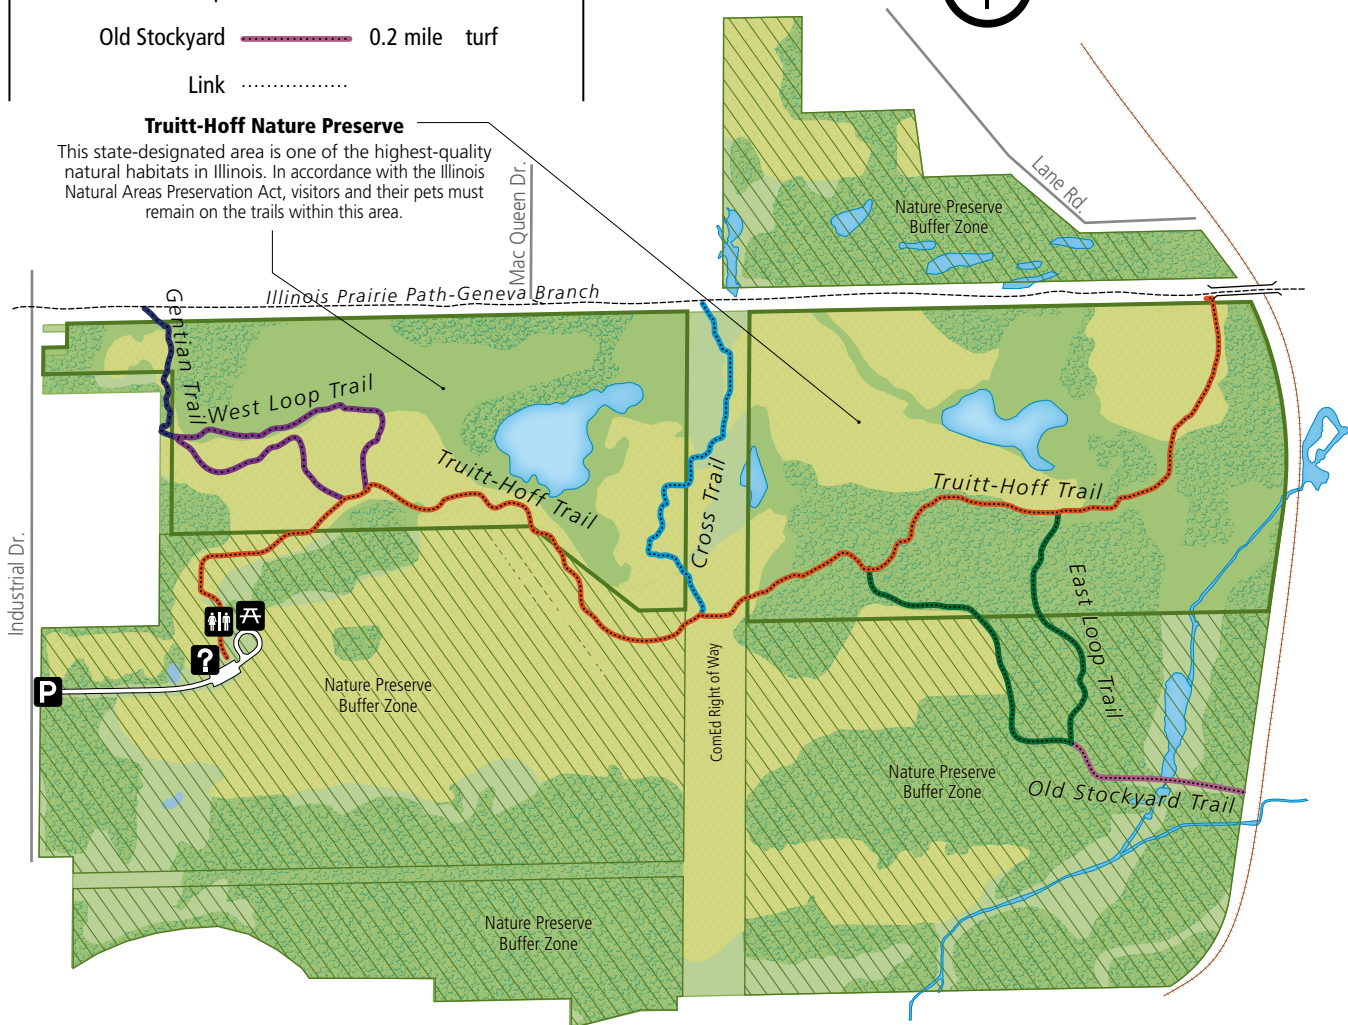 Old Stockyard 0.2 mile turf
Link
Truitt-Hoff Nature Preserve
This state-designated area is one of the highest-quality
natural habitats in Illinois. In accordance with the Illinois
Natural Areas Preservation Act, visitors and their pets must
remain on the trails within this area.
Mac Queen Dr.
Lane Rd.
Nature Preserve
Buffer Zone
Illinois Prairie Path-Geneva Branch
Gentian Trail
West Loop Trail
Truitt-Hoff Trail
Cross Trail
Truitt-Hoff Trail
East Loop Trail
Industrial Dr.
?
P
Nature Preserve
Buffer Zone
ComEd Right of Way
Nature Preserve
Buffer Zone
Old Stockyard Trail
Nature Preserve
Buffer Zone